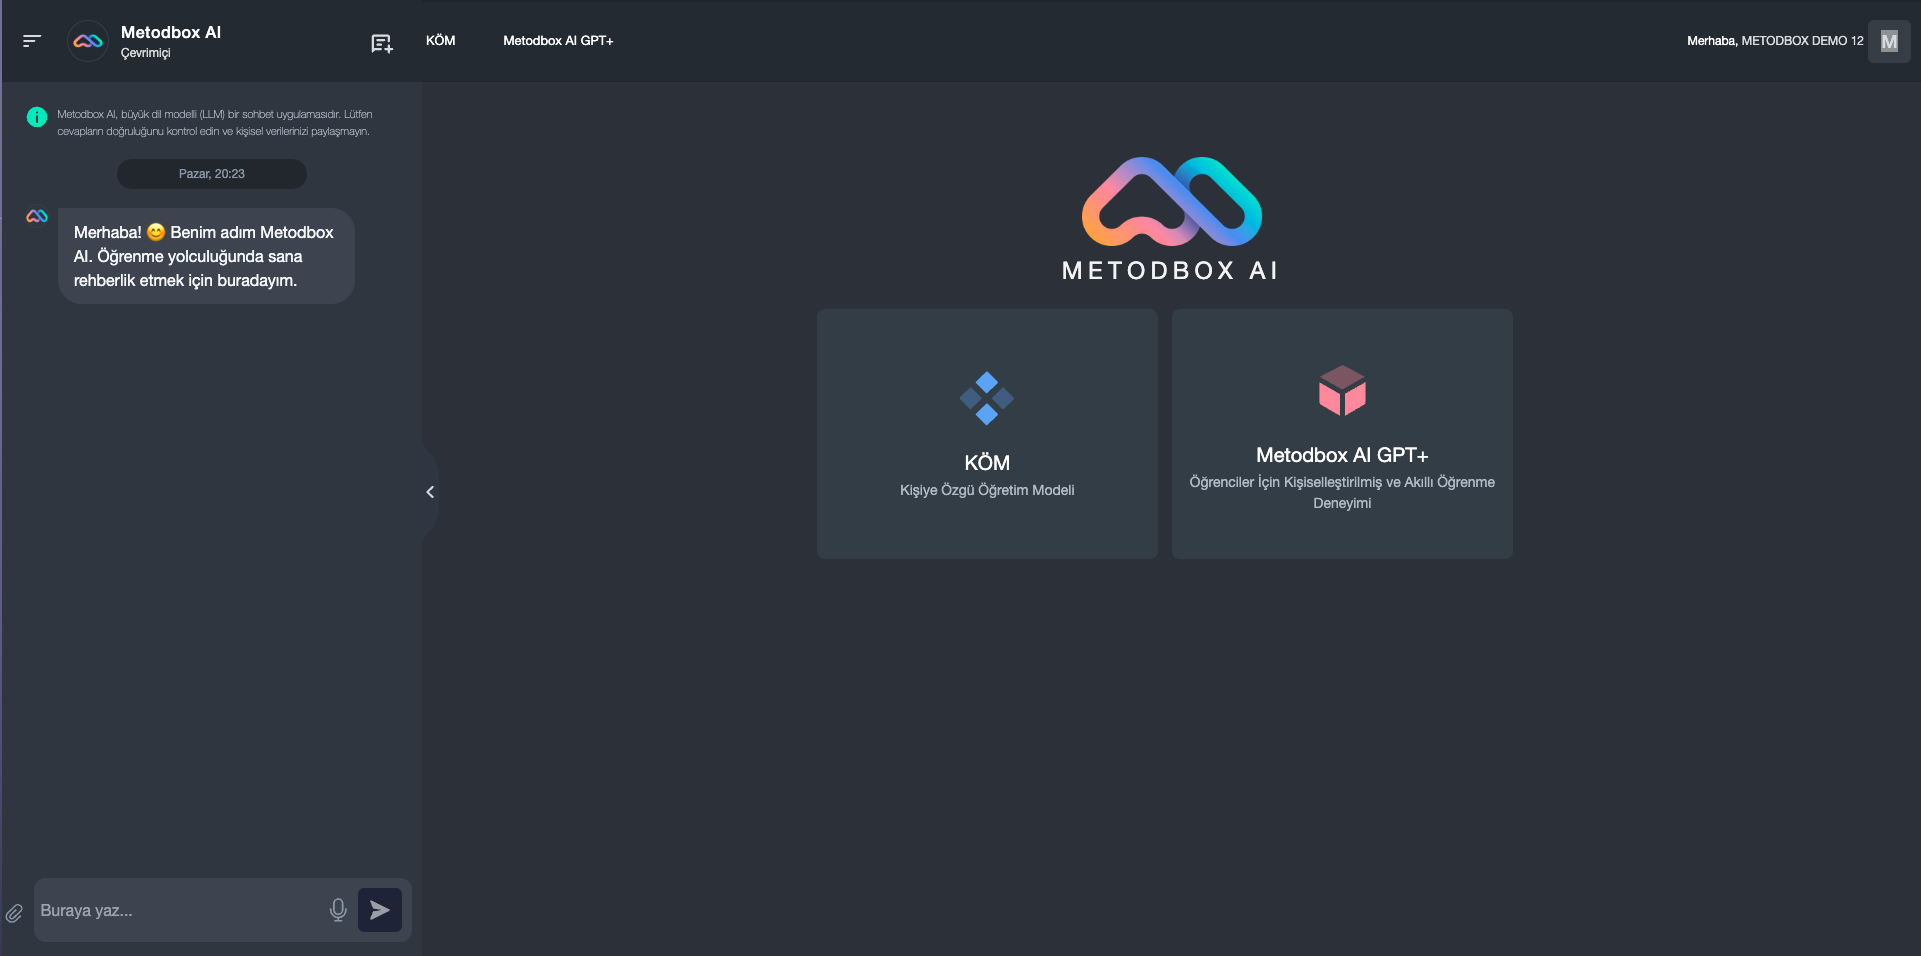 Metodbox AI
Çevrimiçi
KÖM
Metodbox AI GPT+
Merhaba, METODBOX DEMO 12
M
Metodbox AI, büyük dil modelli (LLM) bir sohbet uygulamasıdır. Lütfen
cevapların doğruluğunu kontrol edin ve kişisel verilerinizi paylaşmayın.
Pazar, 20:23
Merhaba! 😊 Benim adım Metodbox
AI. Öğrenme yolculuğunda sana
rehberlik etmek için buradayım.
METODBOX AI
KÖM
Kişiye Özgü Öğretim Modeli
Metodbox AI GPT+
Öğrenciler İçin Kişiselleştirilmiş ve Akıllı Öğrenme
Deneyimi
Buraya yaz...